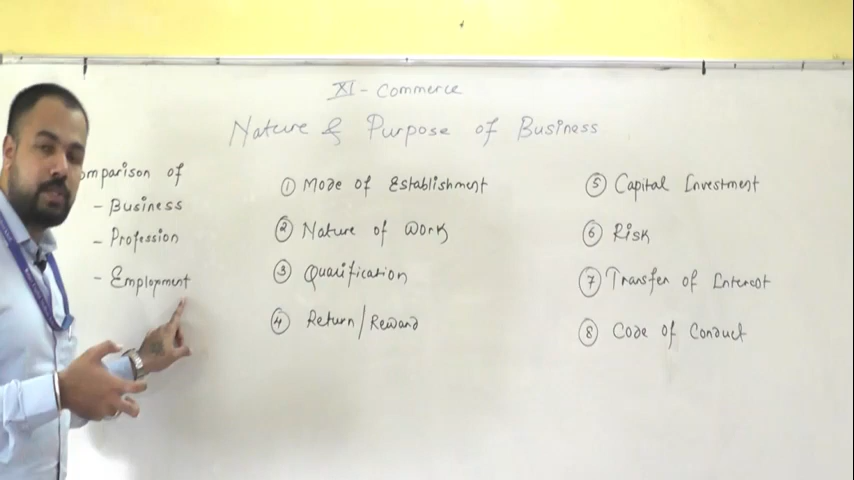 XI - Commerce
Nature & Purpose of Business
omparison of
- Business
- Profession
- Employment
① Mode of Establishment
② Nature of Work
③ Qualification
④ Return/Reward
⑤ Capital Investment
⑥ Risk
⑦ Transfer of Interest
⑧ Code of Conduct